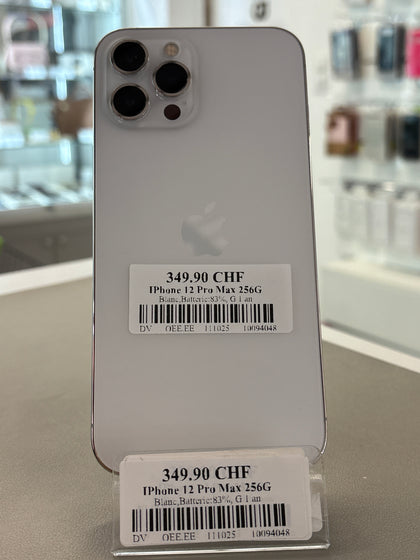 349.90 CHF
IPhone 12 Pro Max 256G
Blanc,Batterie:83%, G 1 an
DV OEE.EE 111025 10094048
349.90 CHF
IPhone 12 Pro Max 256G
Blanc,Batterie:83%, G 1 an
DV OEE.EE 111025 10094048